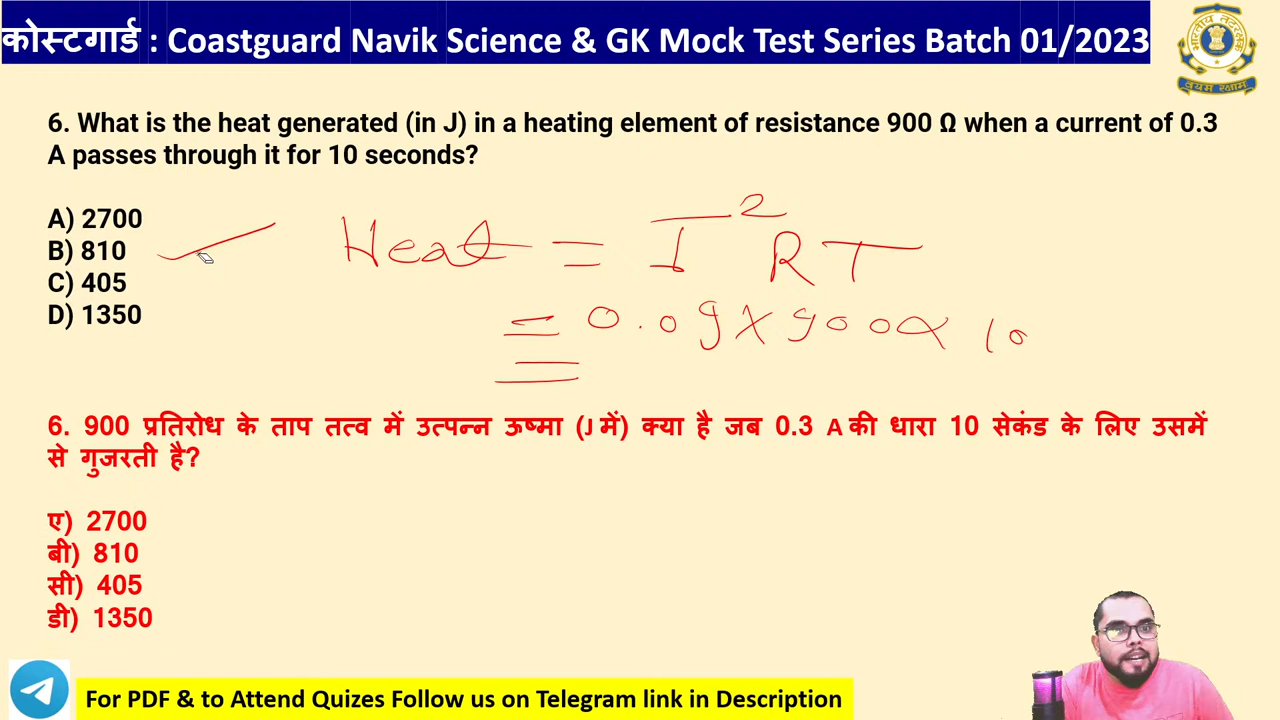 कोस्टगार्ड : Coastguard Navik Science & GK Mock Test Series Batch 01/2023
6. What is the heat generated (in J) in a heating element of resistance 900 Ω when a current of 0.3
A passes through it for 10 seconds?
A) 2700
B) 810
C) 405
D) 1350
Heat = I² R T
= 0.09 X 900 X 10
=
6. 900 प्रतिरोध के ताप तत्व में उत्पन्न ऊष्मा (J में) क्या है जब 0.3 A की धारा 10 सेकंड के लिए उसमें
से गुजरती है?
ए) 2700
बी) 810
सी) 405
डी) 1350
For PDF & to Attend Quizes Follow us on Telegram link in Description